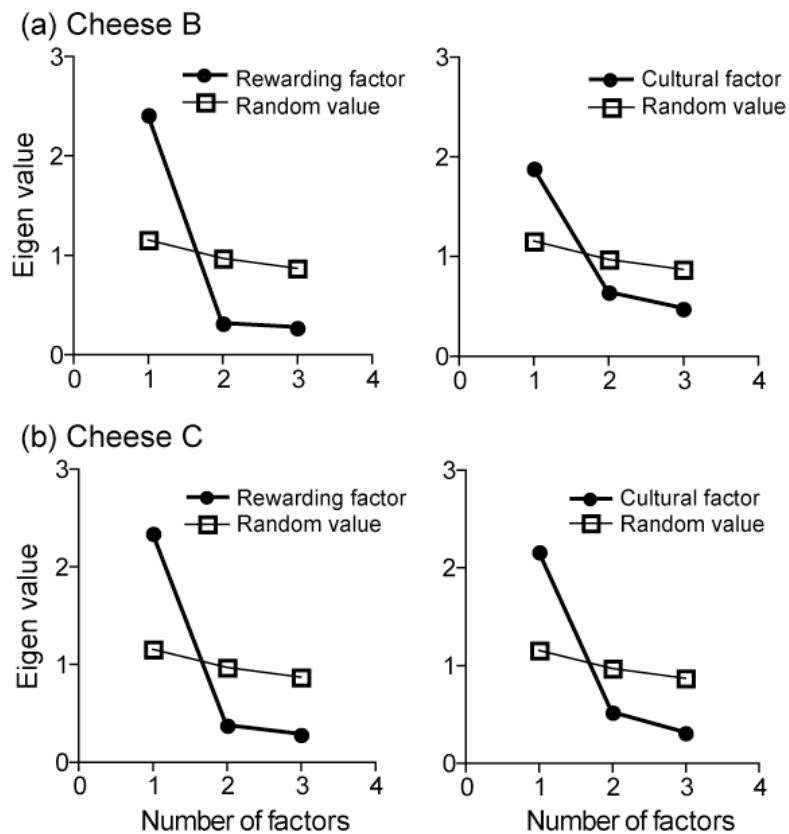 (a) Cheese B
3
2
1
0
Eigen value
Rewarding factor
Random value
0 1 2 3 4
3
2
1
0
Cultural factor
Random value
0 1 2 3 4
(b) Cheese C
3
2
1
0
Eigen value
Rewarding factor
Random value
0 1 2 3 4
Number of factors
3
2
1
0
Cultural factor
Random value
0 1 2 3 4
Number of factors